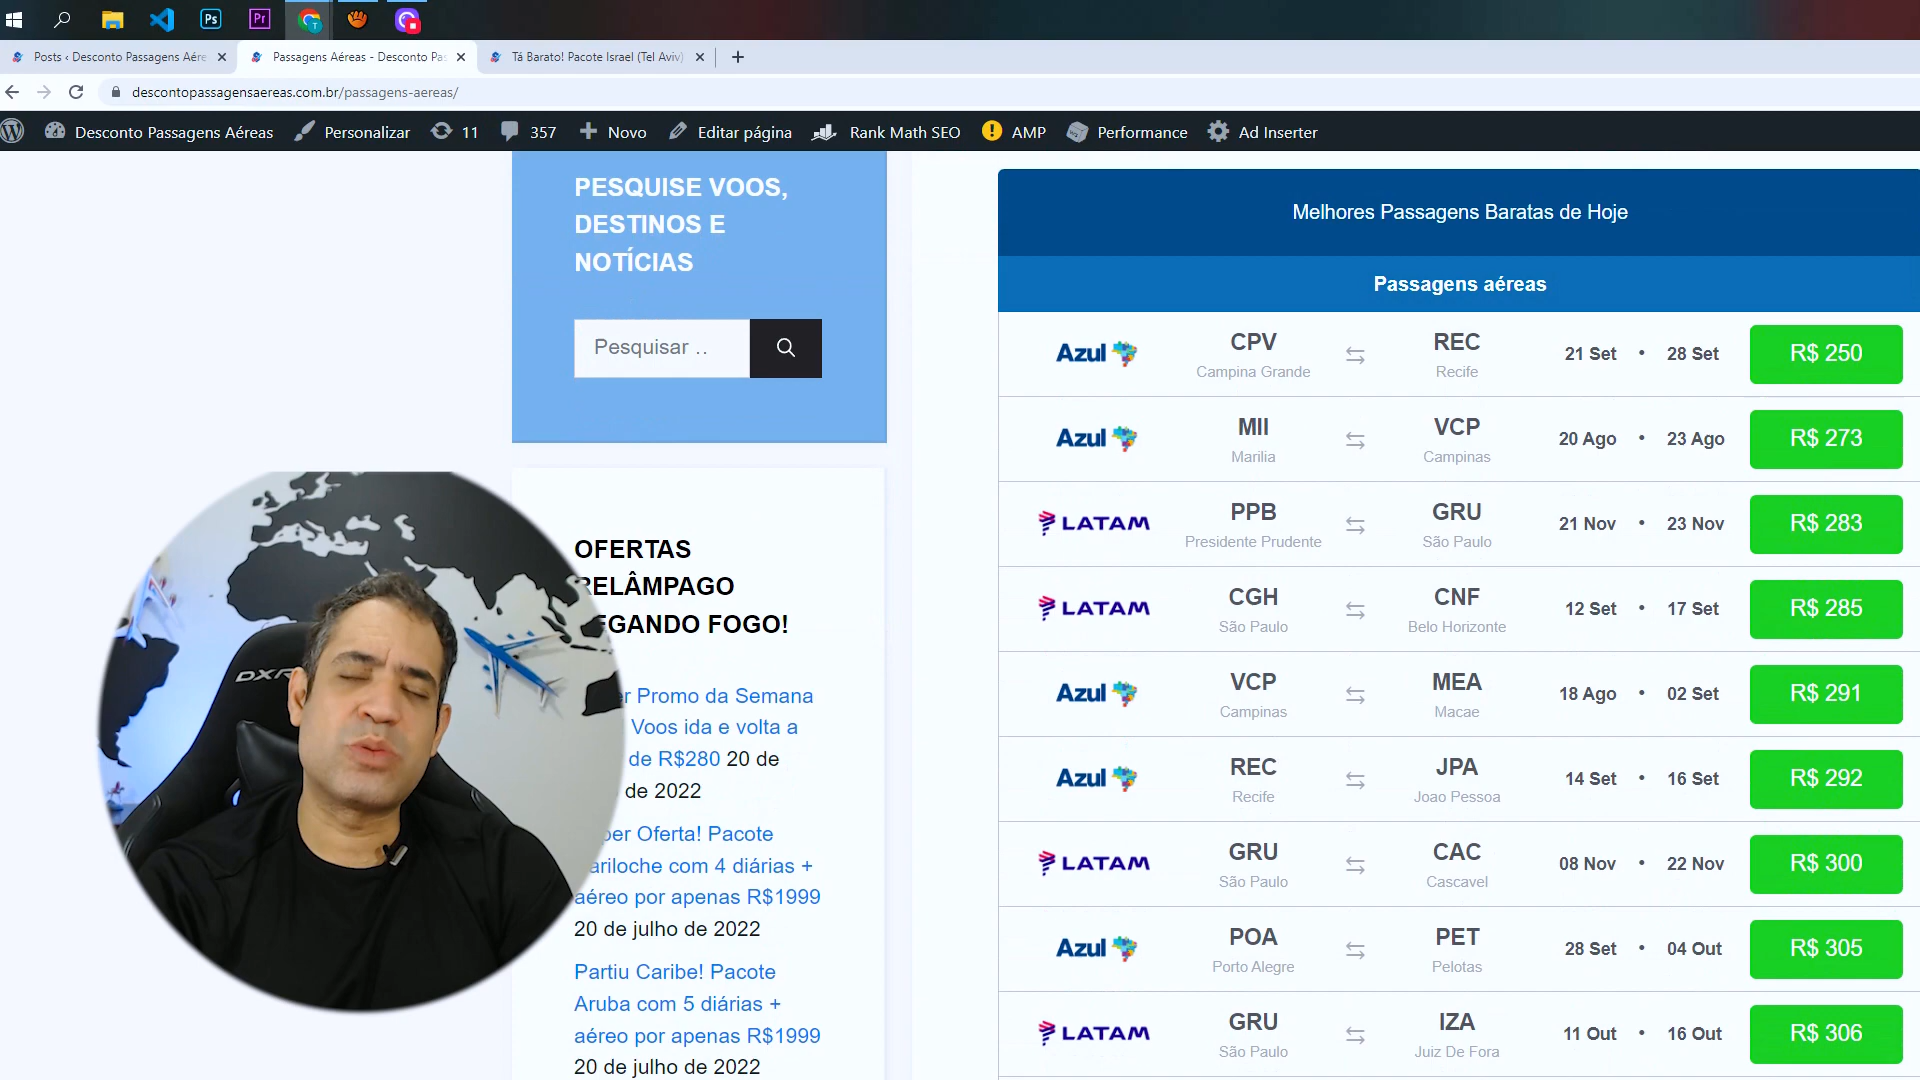 Ps
Pr
T
Posts ‹ Desconto Passagens Aére
Passagens Aéreas - Desconto Pas
Tá Barato! Pacote Israel (Tel Aviv)
descontopassagensaereas.com.br/passagens-aereas/
Desconto Passagens Aéreas
Personalizar
11
357
Novo
Editar página
Rank Math SEO
AMP
Performance
Ad Inserter
PESQUISE VOOS,
DESTINOS E
NOTÍCIAS
Pesquisar ..
OFERTAS
RELÂMPAGO
EGANDO FOGO!
er Promo da Semana
Voos ida e volta a
de R$280 20 de
de 2022
per Oferta! Pacote
ariloche com 4 diárias +
aéreo por apenas R$1999
20 de julho de 2022
Partiu Caribe! Pacote
Aruba com 5 diárias +
aéreo por apenas R$1999
20 de julho de 2022
DXR
Melhores Passagens Baratas de Hoje
Passagens aéreas
Azul CPV REC 21 Set • 28 Set R$ 250
Campina Grande Recife
Azul MII VCP 20 Ago • 23 Ago R$ 273
Marilia Campinas
LATAM PPB GRU 21 Nov • 23 Nov R$ 283
Presidente Prudente São Paulo
LATAM CGH CNF 12 Set • 17 Set R$ 285
São Paulo Belo Horizonte
Azul VCP MEA 18 Ago • 02 Set R$ 291
Campinas Macae
Azul REC JPA 14 Set • 16 Set R$ 292
Recife Joao Pessoa
LATAM GRU CAC 08 Nov • 22 Nov R$ 300
São Paulo Cascavel
Azul POA PET 28 Set • 04 Out R$ 305
Porto Alegre Pelotas
LATAM GRU IZA 11 Out • 16 Out R$ 306
São Paulo Juiz De Fora